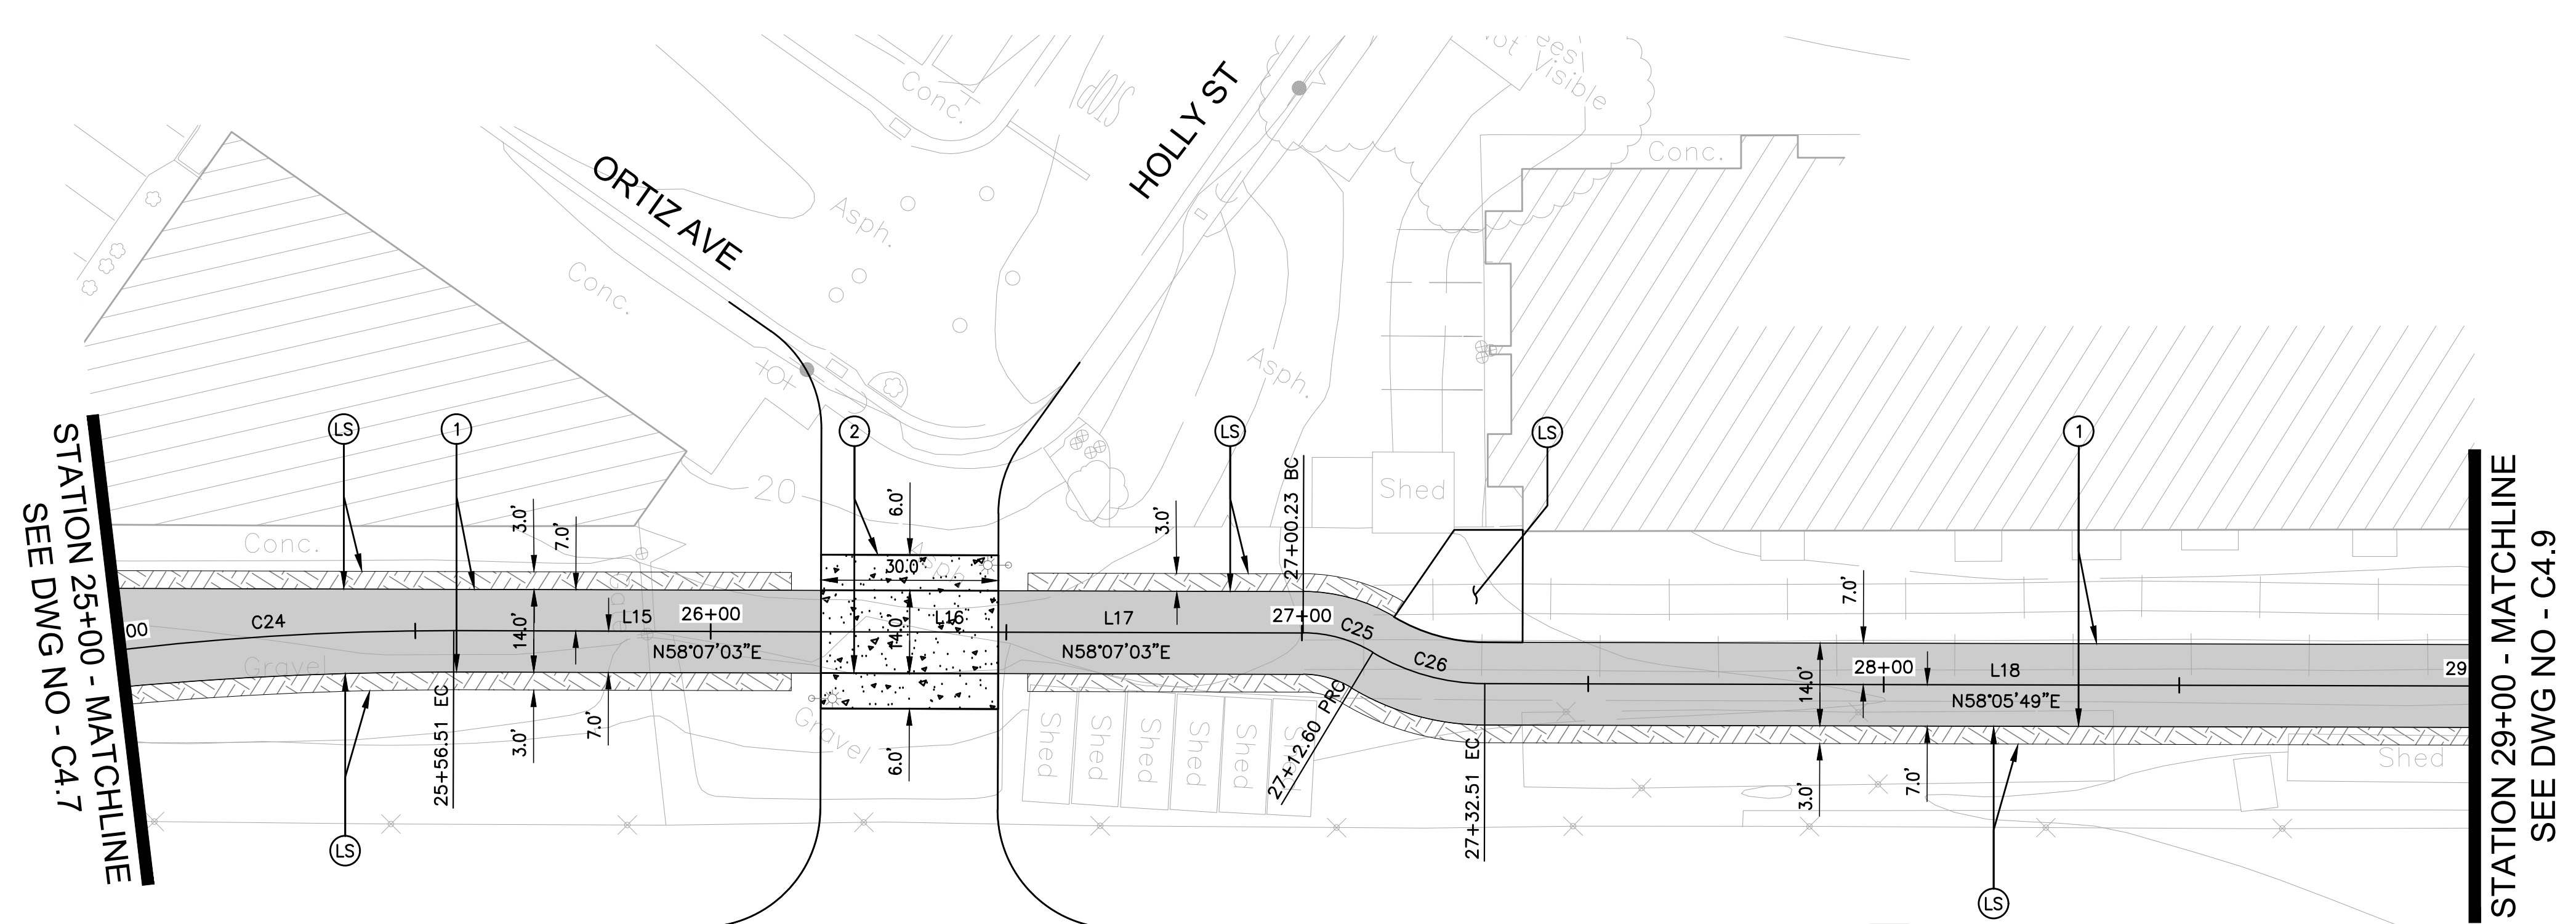 ORTIZ AVE
HOLLY ST
STOP
Conc.
Asph.
Conc.
Asph.
Visible
Conc.
Shed
20
Conc.
Gravel
Gravel
Shed
Shed
Shed
Shed
Shed
Shed
STATION 25+00 - MATCHLINE
SEE DWG NO - C4.7
STATION 29+00 - MATCHLINE
SEE DWG NO - C4.9
LS
1
2
LS
LS
1
LS
LS
3.0'
7.0'
14.0'
3.0'
7.0'
6.0'
30.0'
14.0'
6.0'
3.0'
7.0'
14.0'
3.0'
7.0'
00
C24
L15
26+00
N58°07'03"E
L16
L17
N58°07'03"E
27+00
C25
C26
28+00
L18
N58°05'49"E
29
25+56.51 EC
27+00.23 BC
27+12.60 PRC
27+32.51 EC